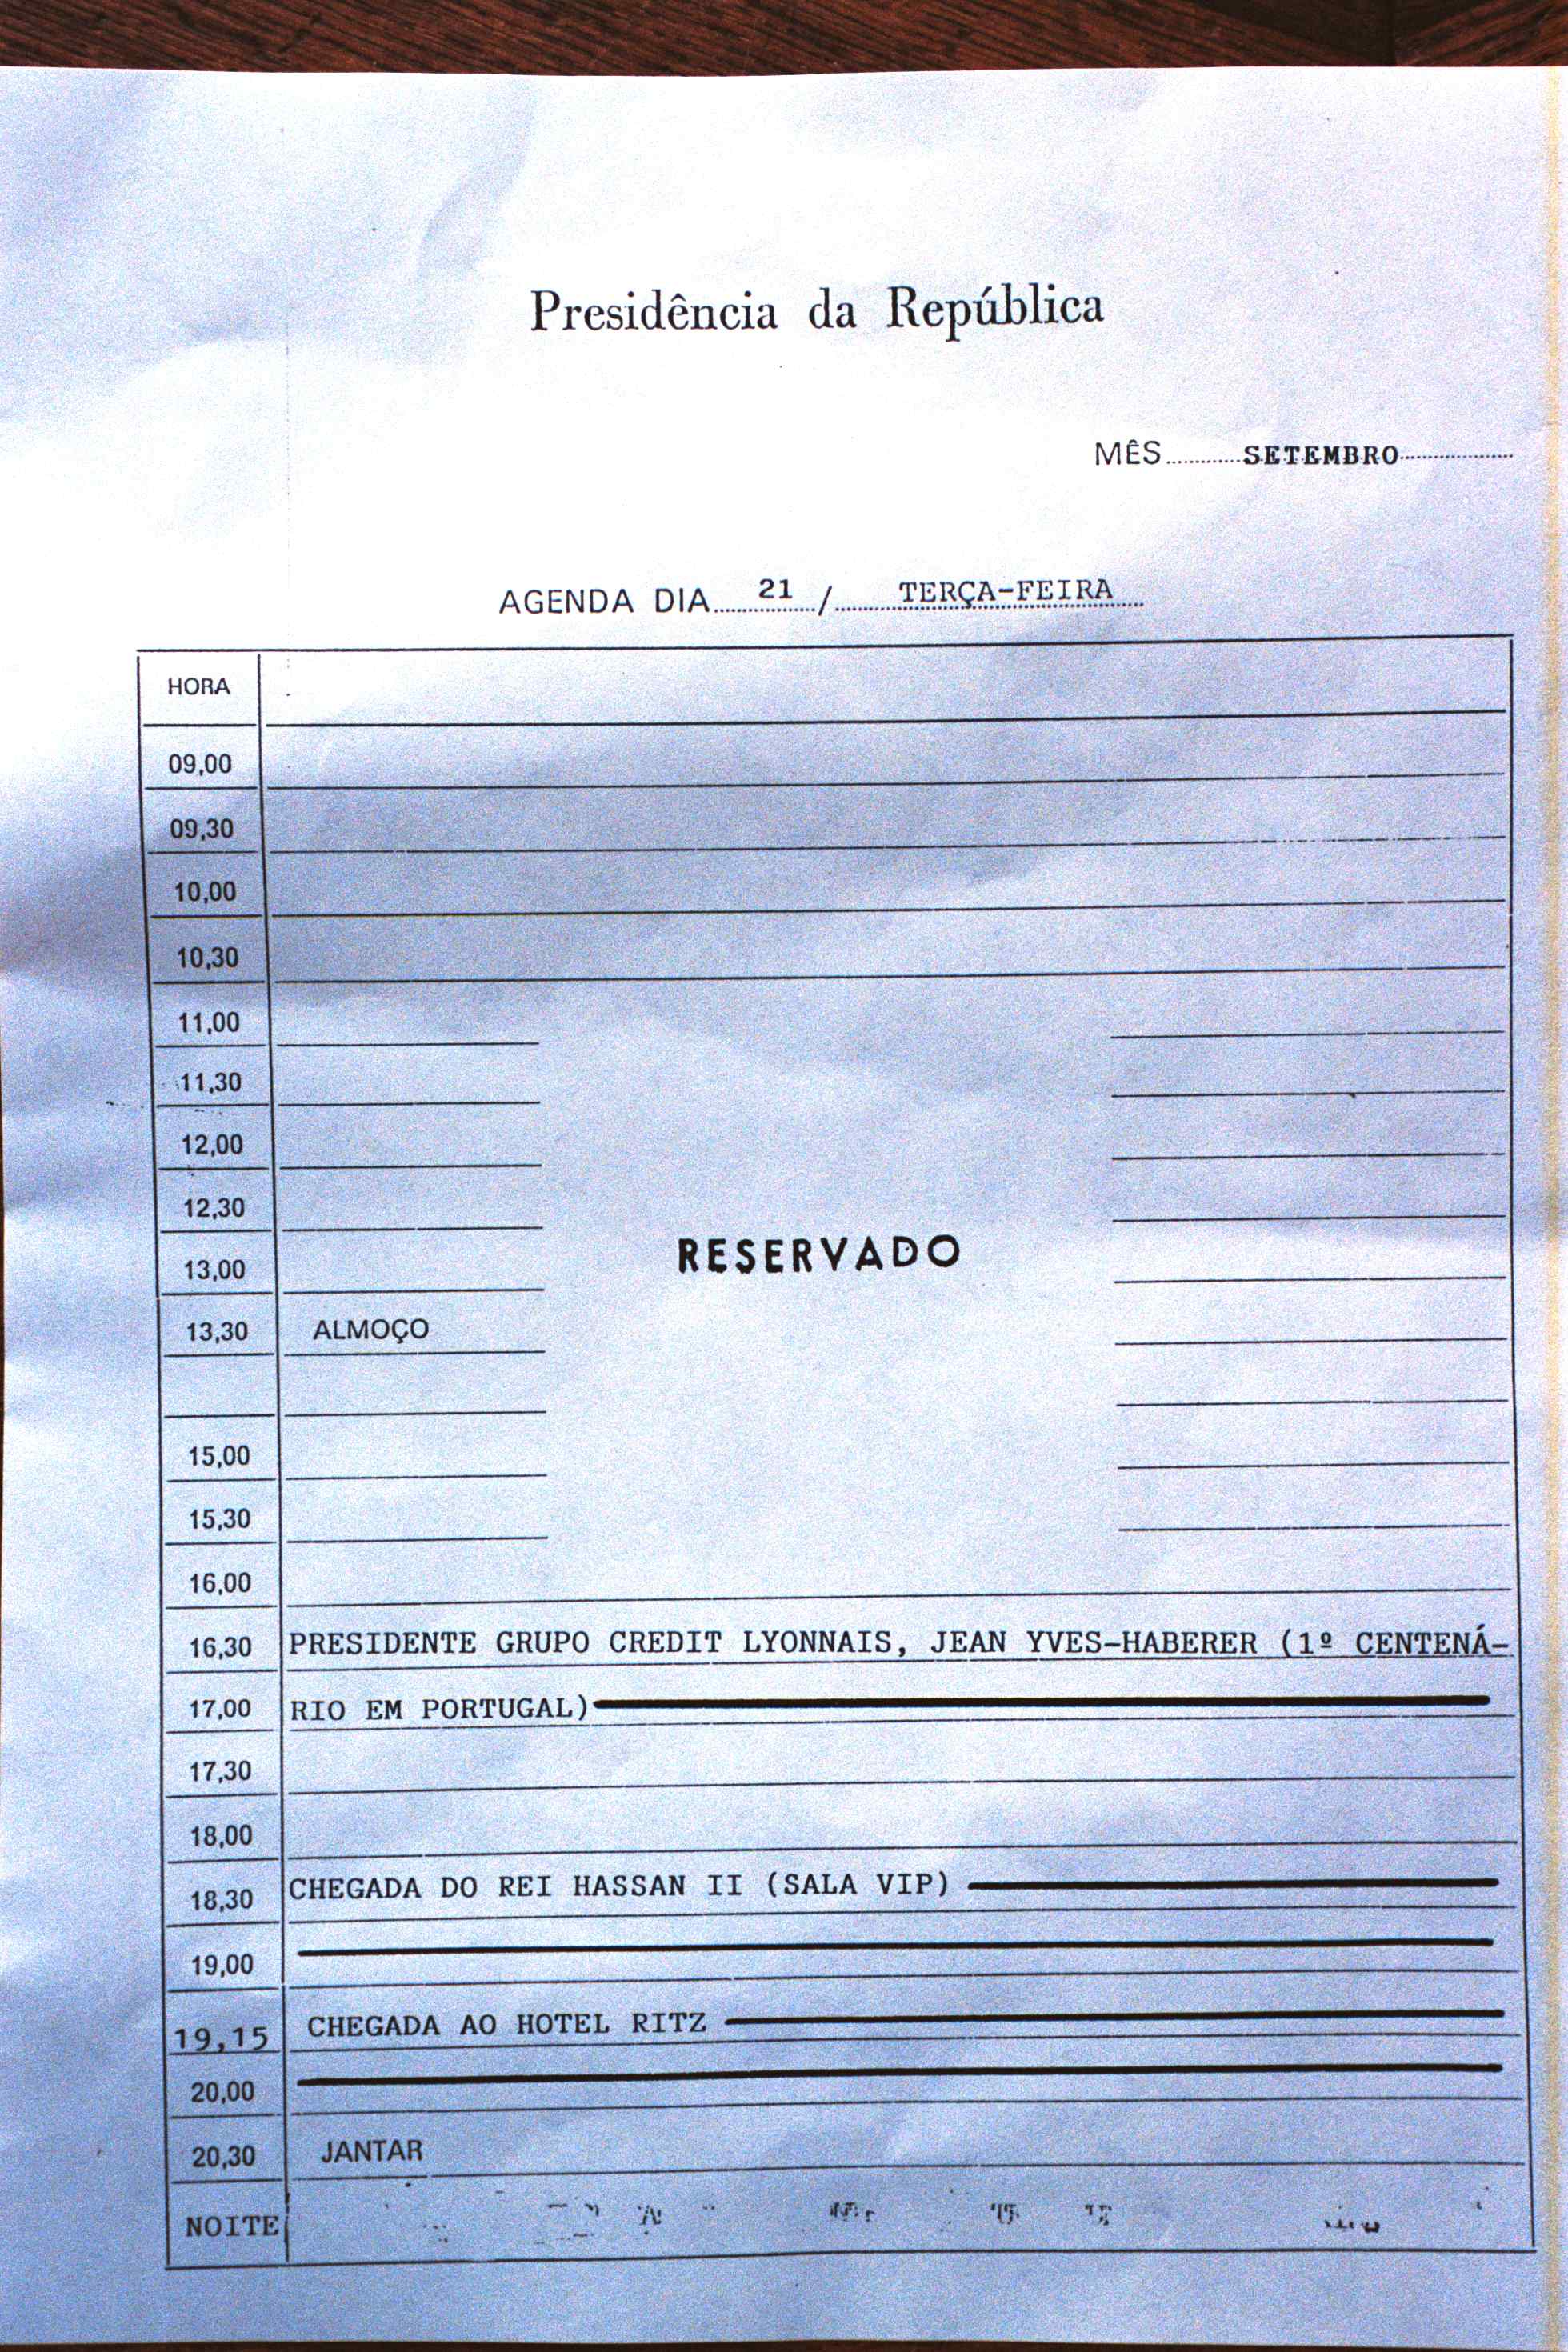 Presidência da República
MÊS SETEMBRO
AGENDA DIA 21 / TERÇA-FEIRA
HORA
09,00
09,30
10,00
10,30
11,00
11,30
12,00
12,30
RESERVADO
13,00
13,30 ALMOÇO
15,00
15,30
16,00
16,30 PRESIDENTE GRUPO CREDIT LYONNAIS, JEAN YVES-HABERER (1º CENTENÁ-
17,00 RIO EM PORTUGAL)
17,30
18,00
18,30 CHEGADA DO REI HASSAN II (SALA VIP)
19,00
19,15 CHEGADA AO HOTEL RITZ
20,00
20,30 JANTAR
NOITE